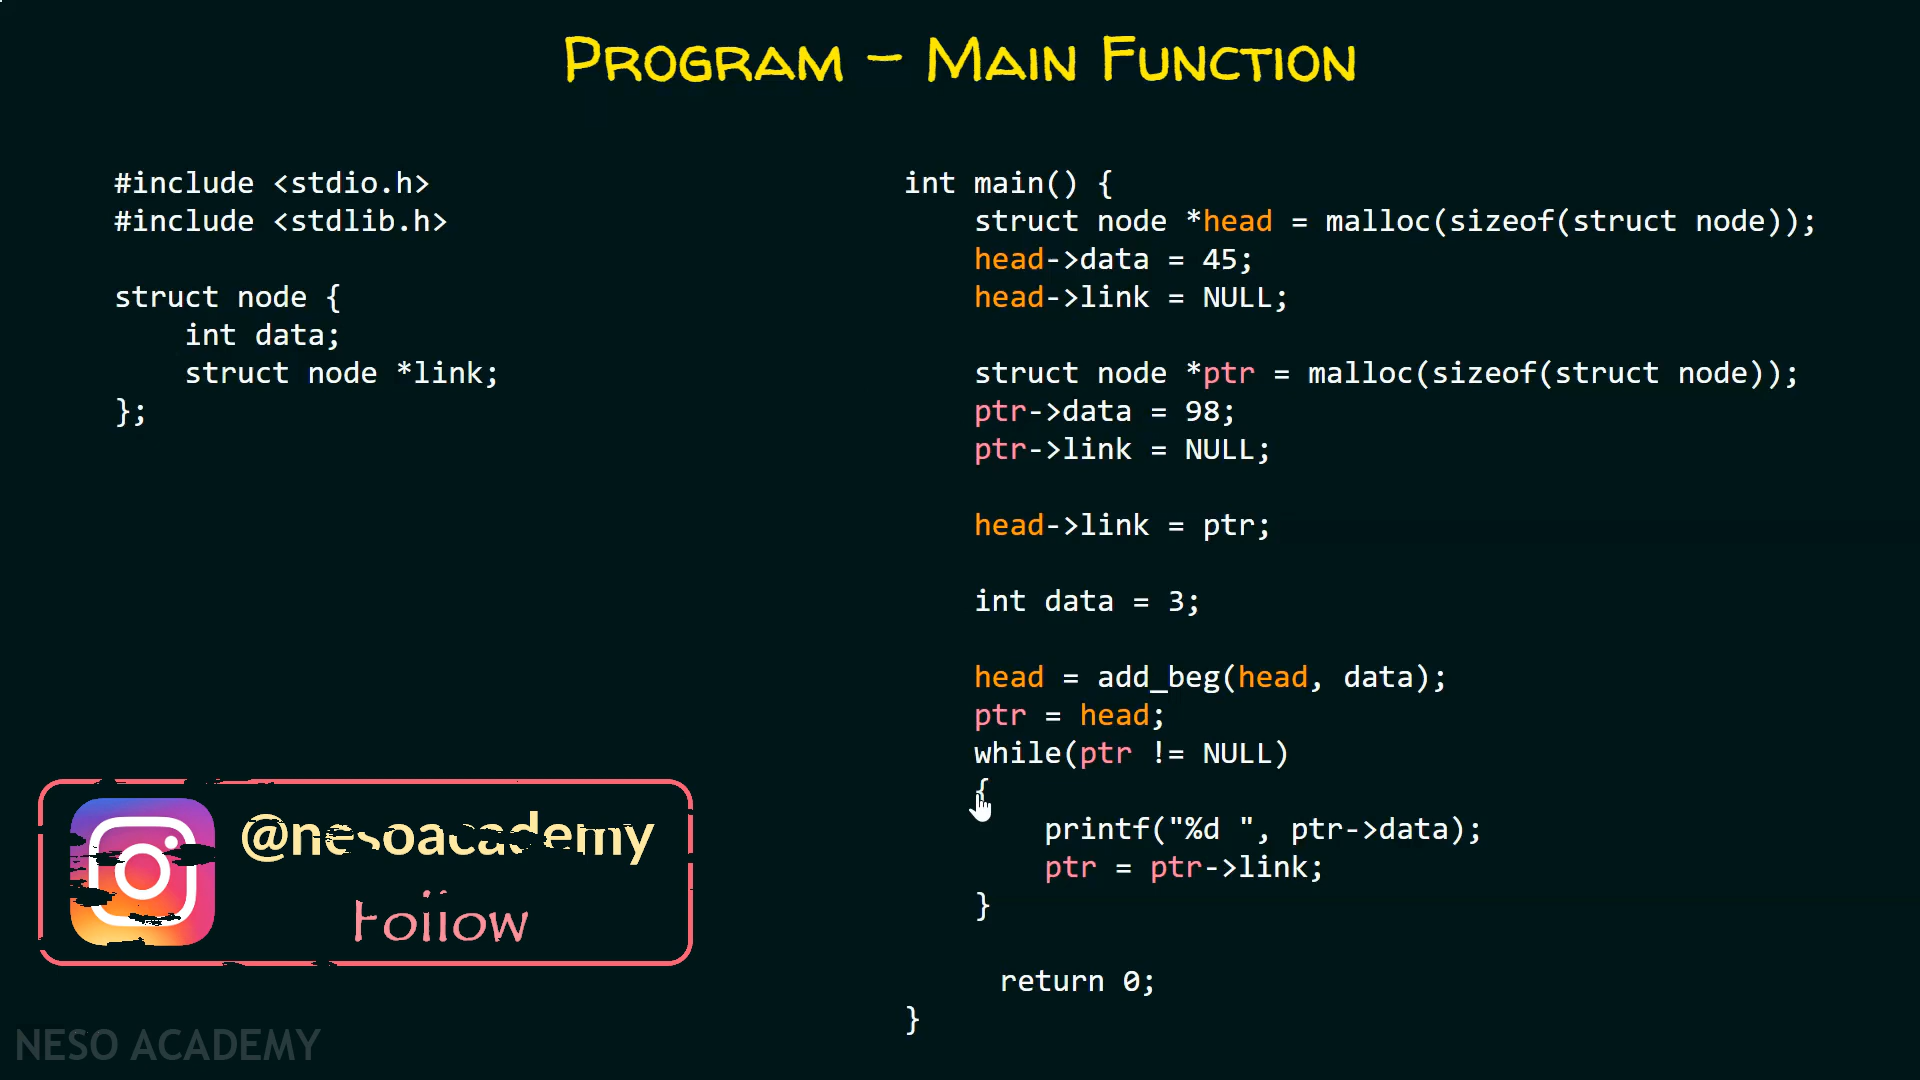 PROGRAM – MAIN FUNCTION
#include <stdio.h>
#include <stdlib.h>
struct node {
    int data;
    struct node *link;
};
int main() {
    struct node *head = malloc(sizeof(struct node));
    head->data = 45;
    head->link = NULL;
    struct node *ptr = malloc(sizeof(struct node));
    ptr->data = 98;
    ptr->link = NULL;
    head->link = ptr;
    int data = 3;
    head = add_beg(head, data);
    ptr = head;
    while(ptr != NULL)
    {
        printf("%d ", ptr->data);
        ptr = ptr->link;
    }
    return 0;
}
@nesoacademy
Follow
NESO ACADEMY